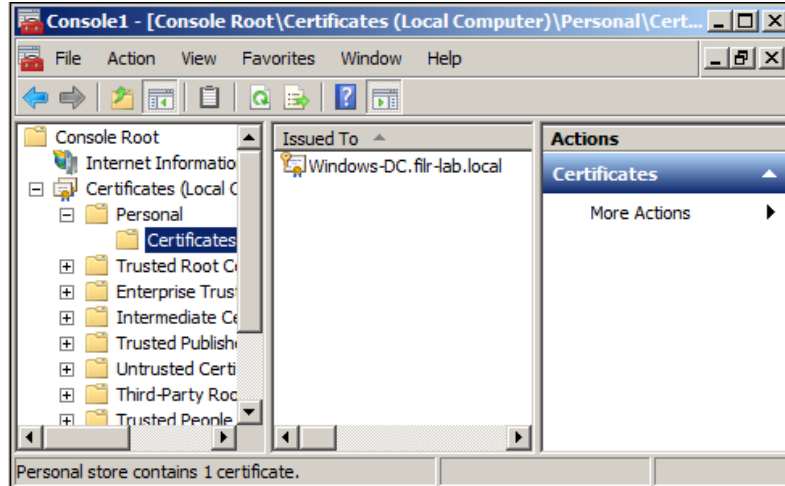 Console1 - [Console Root\Certificates (Local Computer)\Personal\Cert...
File Action View Favorites Window Help
Console Root
Internet Informatio
Certificates (Local C
Personal
Certificates
Trusted Root C
Enterprise Trus
Intermediate Ce
Trusted Publish
Untrusted Certi
Third-Party Roo
Trusted People
Issued To
Windows-DC.filr-lab.local
Actions
Certificates
More Actions
Personal store contains 1 certificate.